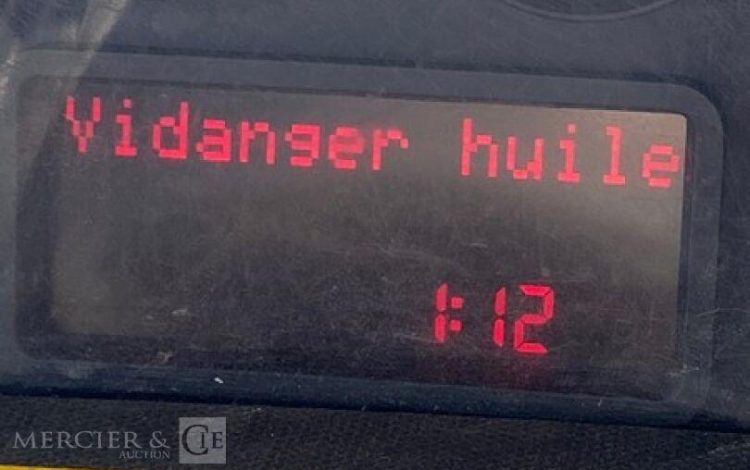 Vidanger huile
1:12
MERCIER & CIE
AUCTION